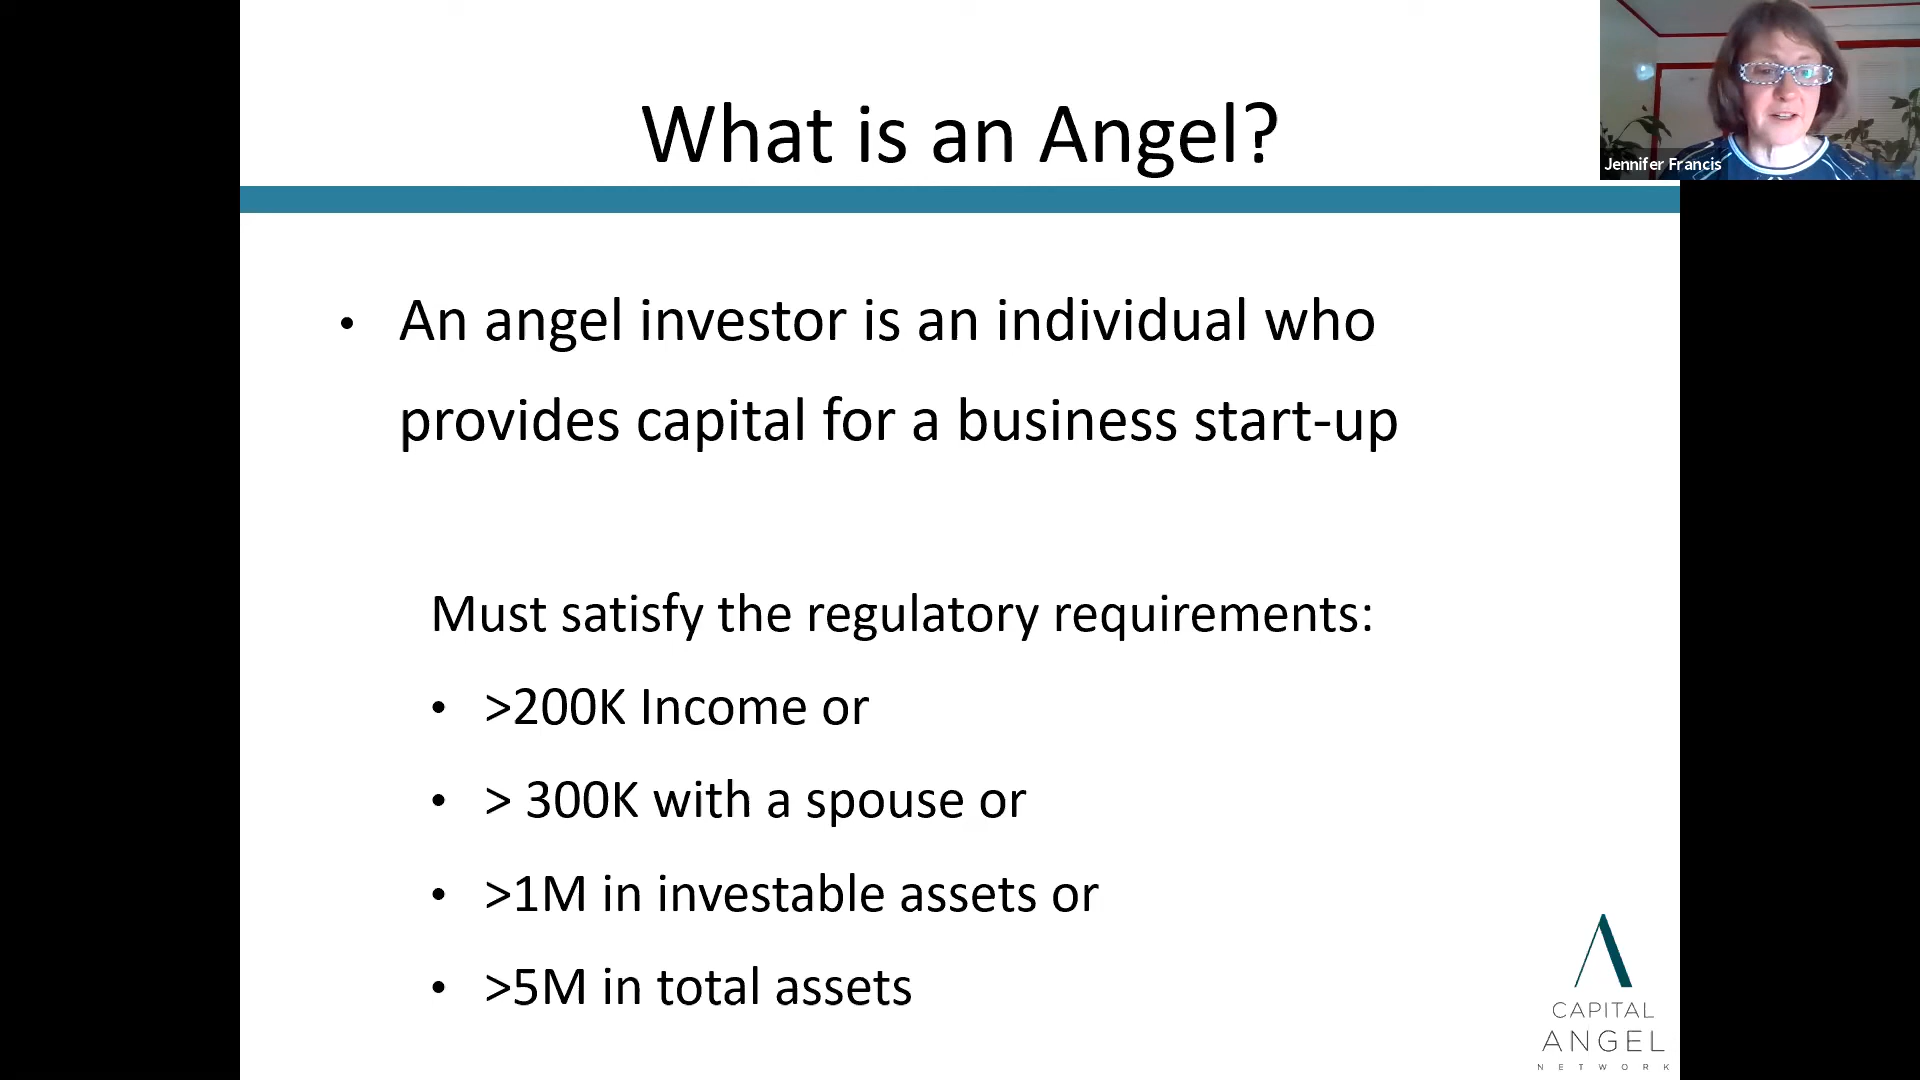 What is an Angel?
Jennifer Francis
• An angel investor is an individual who
provides capital for a business start-up
Must satisfy the regulatory requirements:
• >200K Income or
• > 300K with a spouse or
• >1M in investable assets or
• >5M in total assets
CAPITAL
ANGEL
NETWORK